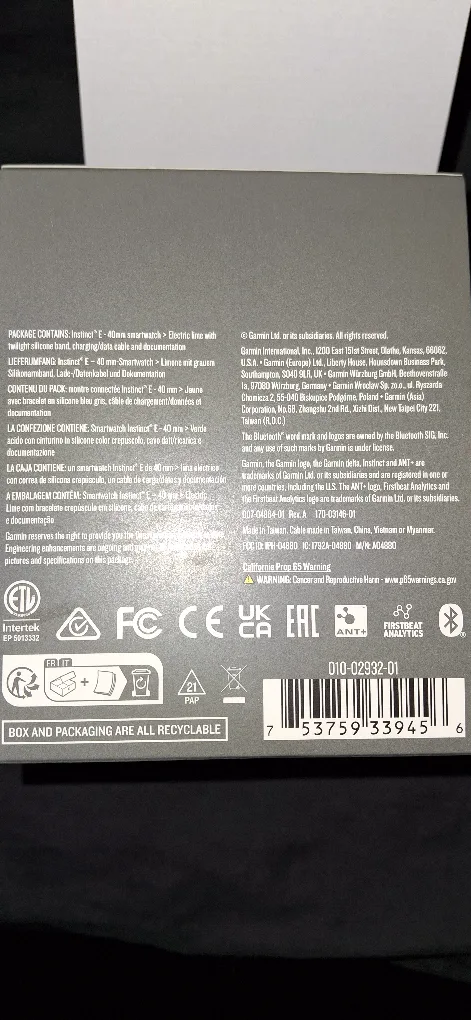 PACKAGE CONTAINS: Instinct® E - 40mm smartwatch > Electric lime with
twilight silicone band, charging/data cable and documentation
LIEFERUMFANG: Instinct® E – 40 mm-Smartwatch > Limone mit grauem
Silikonarmband, Lade-/Datenkabel und Dokumentation
CONTENU DU PACK: montre connectée Instinct® E - 40 mm > Jaune
avec bracelet en silicone bleu gris, câble de chargement/données et
documentation
LA CONFEZIONE CONTIENE: Smartwatch Instinct® E - 40 mm > Verde
acido con cinturino in silicone color crepuscolo, cavo dati/ricarica e
documentazione
LA CAJA CONTIENE: un smartwatch Instinct® E de 40 mm > lima eléctrico
con correa de silicona crepúsculo, un cable de carga/datos y documentación
A EMBALAGEM CONTÉM: Smartwatch Instinct® E - 40 mm > Electric
Lime com bracelete crepúsculo em silicone, cabo de
e documentação
Garmin reserves the right to provide you the
Engineering enhancements are ongoing and
pictures and specifications on this package.
© Garmin Ltd. or its subsidiaries. All rights reserved.
Garmin International, Inc., 1200 East 151st Street, Olathe, Kansas, 66062,
U.S.A. • Garmin (Europe) Ltd., Liberty House, Hounsdown Business Park,
Southampton, SO40 9LR, UK • Garmin Würzburg GmbH, Beethovenstraße
1a, 97080 Würzburg, Germany • Garmin Wrocław Sp. z o.o., ul. Ryszarda
Chomicza 2, 55-040 Biskupice Podgórne, Poland • Garmin (Asia)
Corporation, No.68, Zhangshu 2nd Rd., Xizhi Dist., New Taipei City 221,
Taiwan (R.O.C.)
The Bluetooth® word mark and logos are owned by the Bluetooth SIG, Inc.
and any use of such marks by Garmin is under license.
Garmin, the Garmin logo, the Garmin delta, Instinct and ANT+ are
trademarks of Garmin Ltd. or its subsidiaries and are registered in one or
more countries, including the U.S. The ANT+ logo, Firstbeat Analytics and
the Firstbeat Analytics logo are trademarks of Garmin Ltd. or its subsidiaries.
007-04884-01 Rev. A 170-03146-01
Made in Taiwan. Cable made in Taiwan, China, Vietnam or Myanmar.
FCC ID: IPH-04880 IC: 1792A-04880 M/N: A04880
California Prop 65 Warning
WARNING: Cancer and Reproductive Harm - www.p65warnings.ca.gov
ETL
Intertek
EP 5013332
FC CE UK CA EAC ANT+ FIRSTBEAT ANALYTICS
FR IT
21
PAP
BOX AND PACKAGING ARE ALL RECYCLABLE
010-02932-01
7 53759 33945 6